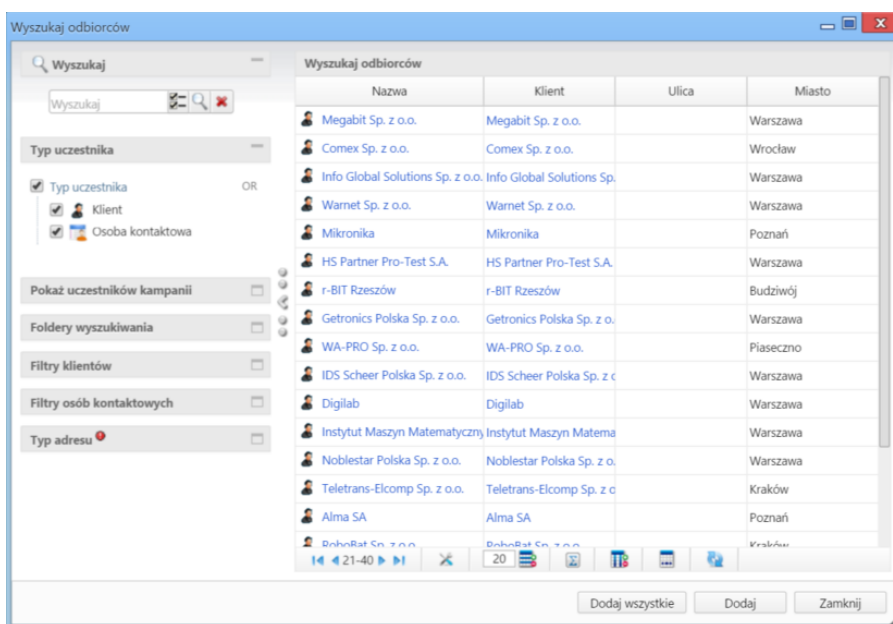 Wyszukaj odbiorców
Wyszukaj
Wyszukaj
Typ uczestnika
Typ uczestnika OR
Klient
Osoba kontaktowa
Pokaż uczestników kampanii
Foldery wyszukiwania
Filtry klientów
Filtry osób kontaktowych
Typ adresu
Wyszukaj odbiorców
Nazwa Klient Ulica Miasto
Megabit Sp. z o.o. Megabit Sp. z o.o. Warszawa
Comex Sp. z o.o. Comex Sp. z o.o. Wrocław
Info Global Solutions Sp. z o.o. Info Global Solutions Sp. Warszawa
Warnet Sp. z o.o. Warnet Sp. z o.o. Warszawa
Mikronika Mikronika Poznań
HS Partner Pro-Test S.A. HS Partner Pro-Test S.A. Warszawa
r-BIT Rzeszów r-BIT Rzeszów Budziwój
Getronics Polska Sp. z o.o. Getronics Polska Sp. z o. Warszawa
WA-PRO Sp. z o.o. WA-PRO Sp. z o.o. Piaseczno
IDS Scheer Polska Sp. z o.o. IDS Scheer Polska Sp. z o Warszawa
Digilab Digilab Warszawa
Instytut Maszyn Matematyczny Instytut Maszyn Matema Warszawa
Noblestar Polska Sp. z o.o. Noblestar Polska Sp. z o. Warszawa
Teletrans-Elcomp Sp. z o.o. Teletrans-Elcomp Sp. z o Kraków
Alma SA Alma SA Poznań
RoboBat Sp. z o.o. RoboBat Sp. z o.o. Kraków
21-40 20
Dodaj wszystkie Dodaj Zamknij